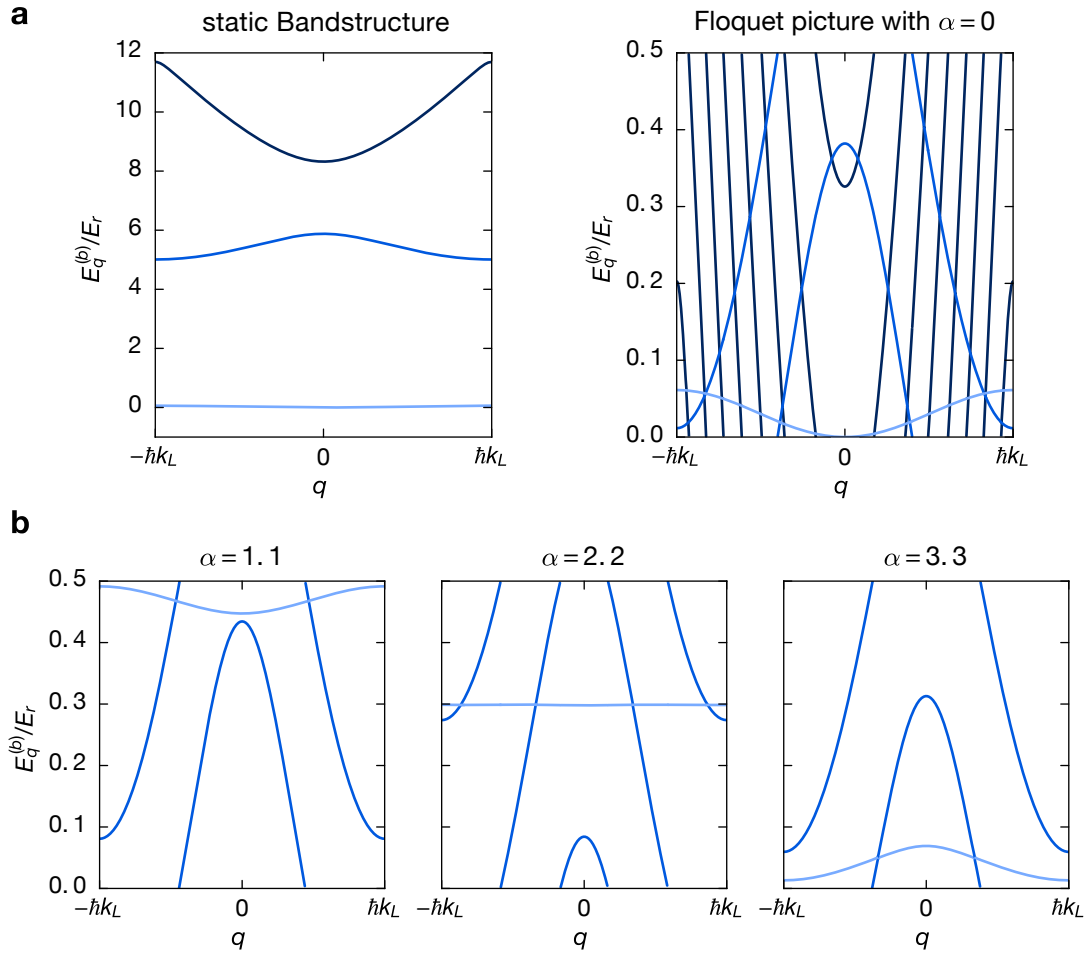 a
static Bandstructure
Floquet picture with α = 0
12
10
8
6
4
2
0
E_q^(b)/E_r
−ħk_L
0
ħk_L
q
0.5
0.4
0.3
0.2
0.1
0.0
E_q^(b)/E_r
−ħk_L
0
ħk_L
q
b
α = 1.1
α = 2.2
α = 3.3
0.5
0.4
0.3
0.2
0.1
0.0
E_q^(b)/E_r
−ħk_L
0
ħk_L
−ħk_L
0
ħk_L
−ħk_L
0
ħk_L
q
q
q